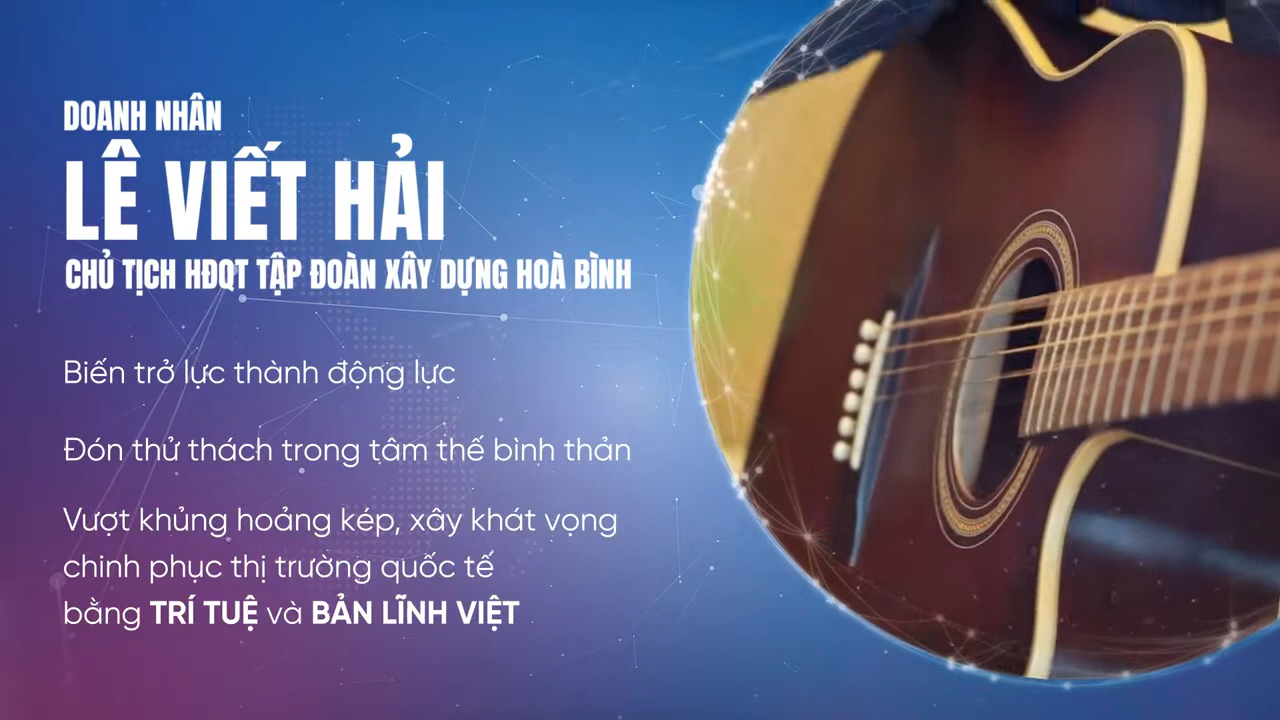 DOANH NHÂN
LÊ VIẾT HẢI
CHỦ TỊCH HĐQT TẬP ĐOÀN XÂY DỰNG HOÀ BÌNH
Biến trở lực thành động lực
Đón thử thách trong tâm thế bình thản
Vượt khủng hoảng kép, xây khát vọng
chinh phục thị trường quốc tế
bằng TRÍ TUỆ và BẢN LĨNH VIỆT